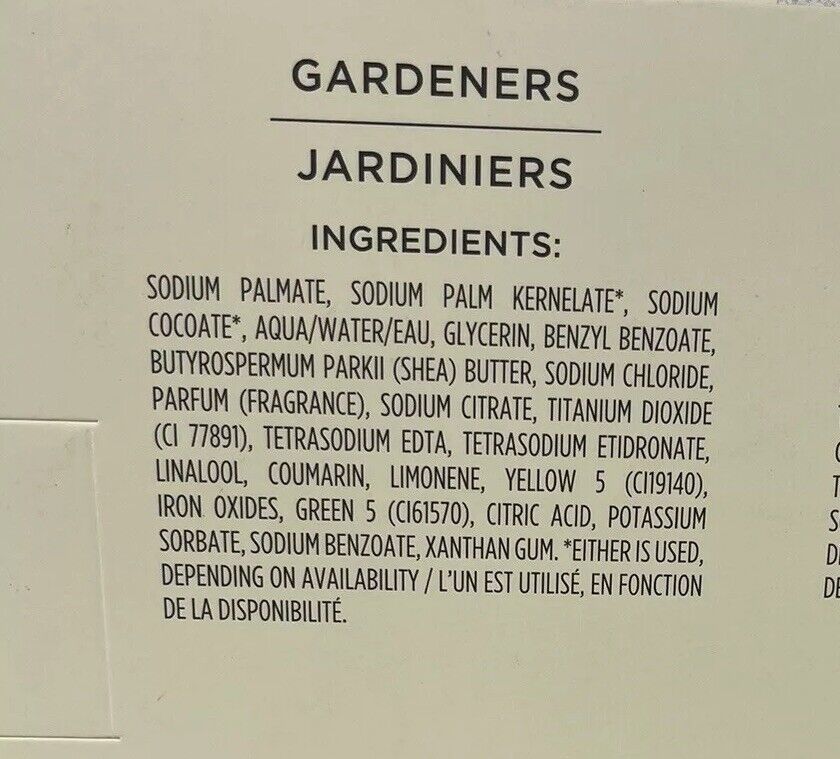 GARDENERS
JARDINIERS
INGREDIENTS:
SODIUM PALMATE, SODIUM PALM KERNELATE*, SODIUM
COCOATE*, AQUA/WATER/EAU, GLYCERIN, BENZYL BENZOATE,
BUTYROSPERMUM PARKII (SHEA) BUTTER, SODIUM CHLORIDE,
PARFUM (FRAGRANCE), SODIUM CITRATE, TITANIUM DIOXIDE
(CI 77891), TETRASODIUM EDTA, TETRASODIUM ETIDRONATE,
LINALOOL, COUMARIN, LIMONENE, YELLOW 5 (CI19140),
IRON OXIDES, GREEN 5 (CI61570), CITRIC ACID, POTASSIUM
SORBATE, SODIUM BENZOATE, XANTHAN GUM. *EITHER IS USED,
DEPENDING ON AVAILABILITY / L'UN EST UTILISÉ, EN FONCTION
DE LA DISPONIBILITÉ.